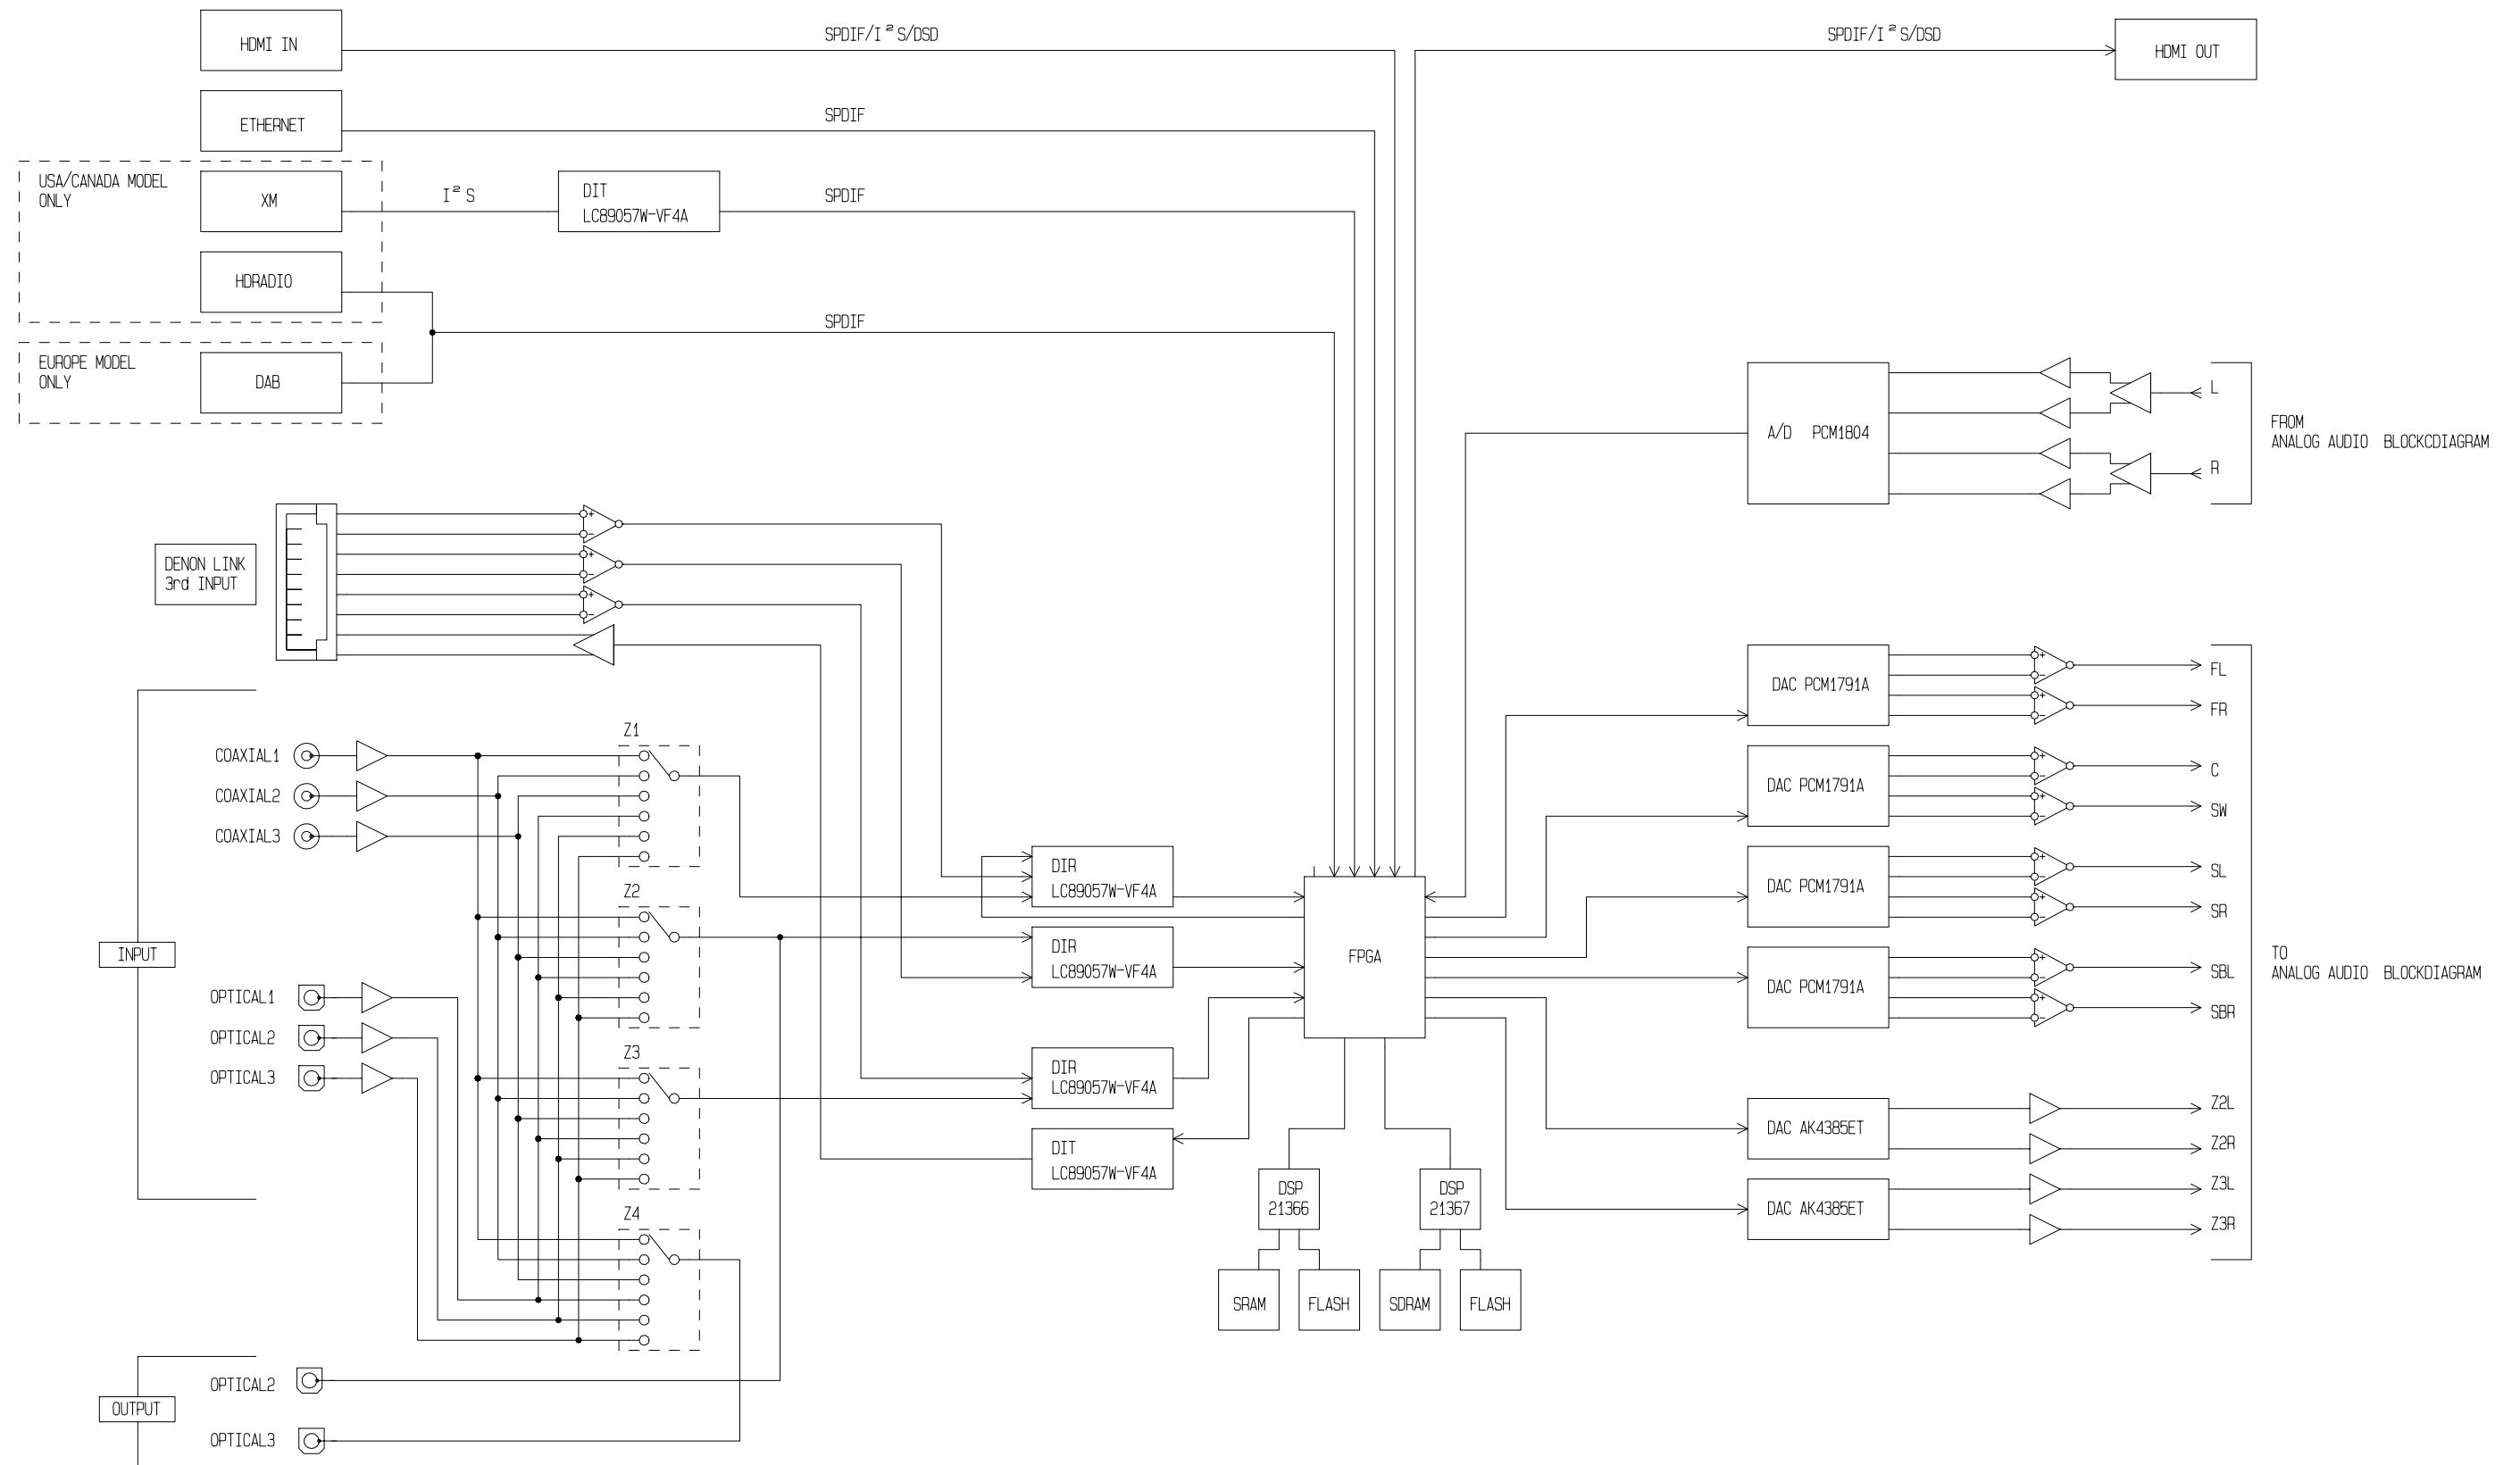 HDMI IN
SPDIF/I²S/DSD
SPDIF/I²S/DSD
HDMI OUT
ETHERNET
SPDIF
USA/CANADA MODEL
ONLY
XM
I²S
DIT
LC89057W-VF4A
SPDIF
HDRADIO
SPDIF
EUROPE MODEL
ONLY
DAB
A/D PCM1804
L
R
FROM
ANALOG AUDIO BLOCKCDIAGRAM
DENON LINK
3rd INPUT
+
-
+
-
+
-
INPUT
COAXIAL1
COAXIAL2
COAXIAL3
OPTICAL1
OPTICAL2
OPTICAL3
Z1
Z2
Z3
Z4
DIR
LC89057W-VF4A
DIR
LC89057W-VF4A
DIR
LC89057W-VF4A
DIT
LC89057W-VF4A
FPGA
DSP
21366
DSP
21367
SRAM
FLASH
SDRAM
FLASH
DAC PCM1791A
+
-
+
-
FL
FR
DAC PCM1791A
+
-
+
-
C
SW
DAC PCM1791A
+
-
+
-
SL
SR
DAC PCM1791A
+
-
+
-
SBL
SBR
DAC AK4385ET
Z2L
Z2R
DAC AK4385ET
Z3L
Z3R
TO
ANALOG AUDIO BLOCKDIAGRAM
OUTPUT
OPTICAL2
OPTICAL3